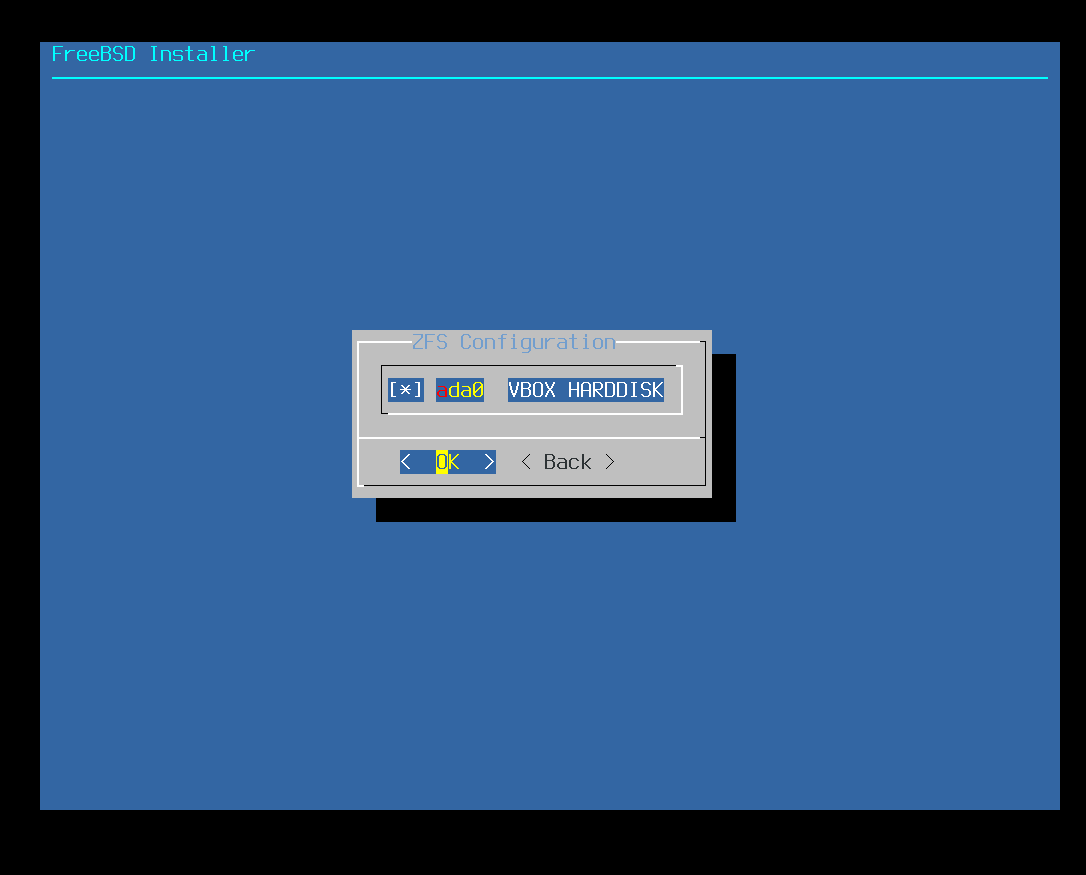 FreeBSD Installer
ZFS Configuration
[*] ada0 VBOX HARDDISK
< OK > < Back >